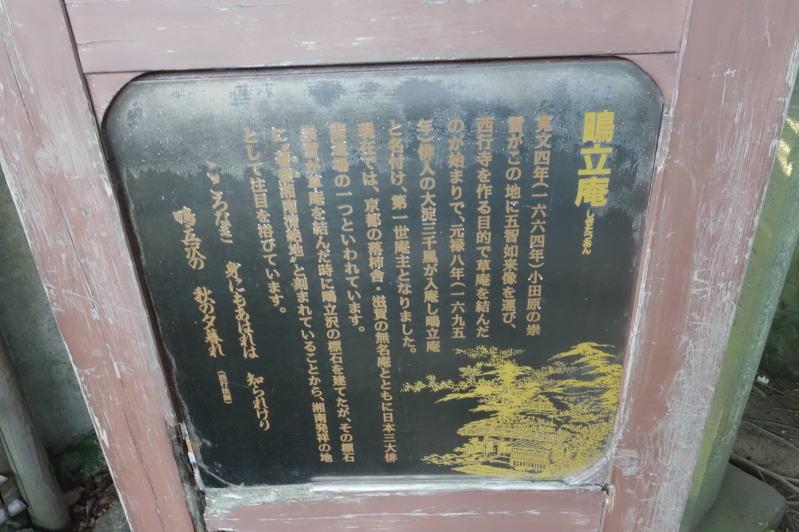 鴫立庵
しぎたつあん
寛文四年(一六六四年)小田原の崇
雪がこの地に五智如来像を運び、
西行寺を作る目的で草庵を結んだ
のが始まりで、元禄八年(一六九五
年)俳人の大淀三千風が入庵し鴫立庵
と名付け、第一世庵主となりました。
現在では、京都の落柿舎・滋賀の無名庵とともに日本三大俳
諧道場の一つといわれています。
崇雪が草庵を結んだ時に鴫立沢の標石を建てたが、その標石
に 湘南 地 と刻まれていることから、湘南発祥の地
として注目を浴びています。
こころなき 身にもあはれは 知られけり
鴫立沢の 秋の夕暮れ (西行法師)